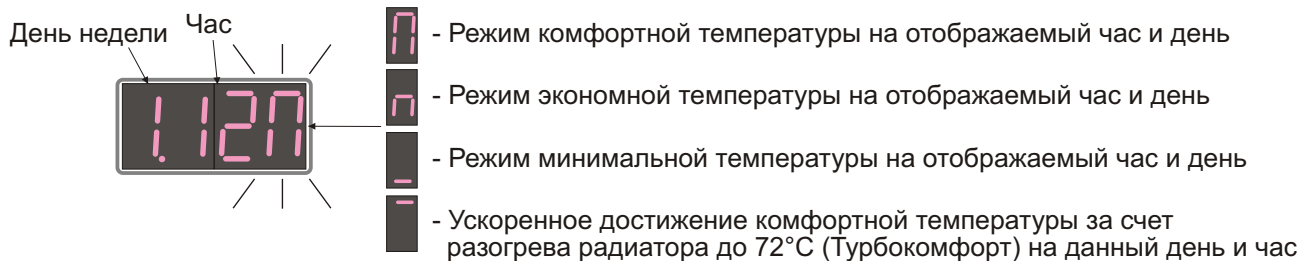 День недели
Час
1.12П
- Режим комфортной температуры на отображаемый час и день
- Режим экономной температуры на отображаемый час и день
- Режим минимальной температуры на отображаемый час и день
- Ускоренное достижение комфортной температуры за счет
разогрева радиатора до 72°C (Турбокомфорт) на данный день и час